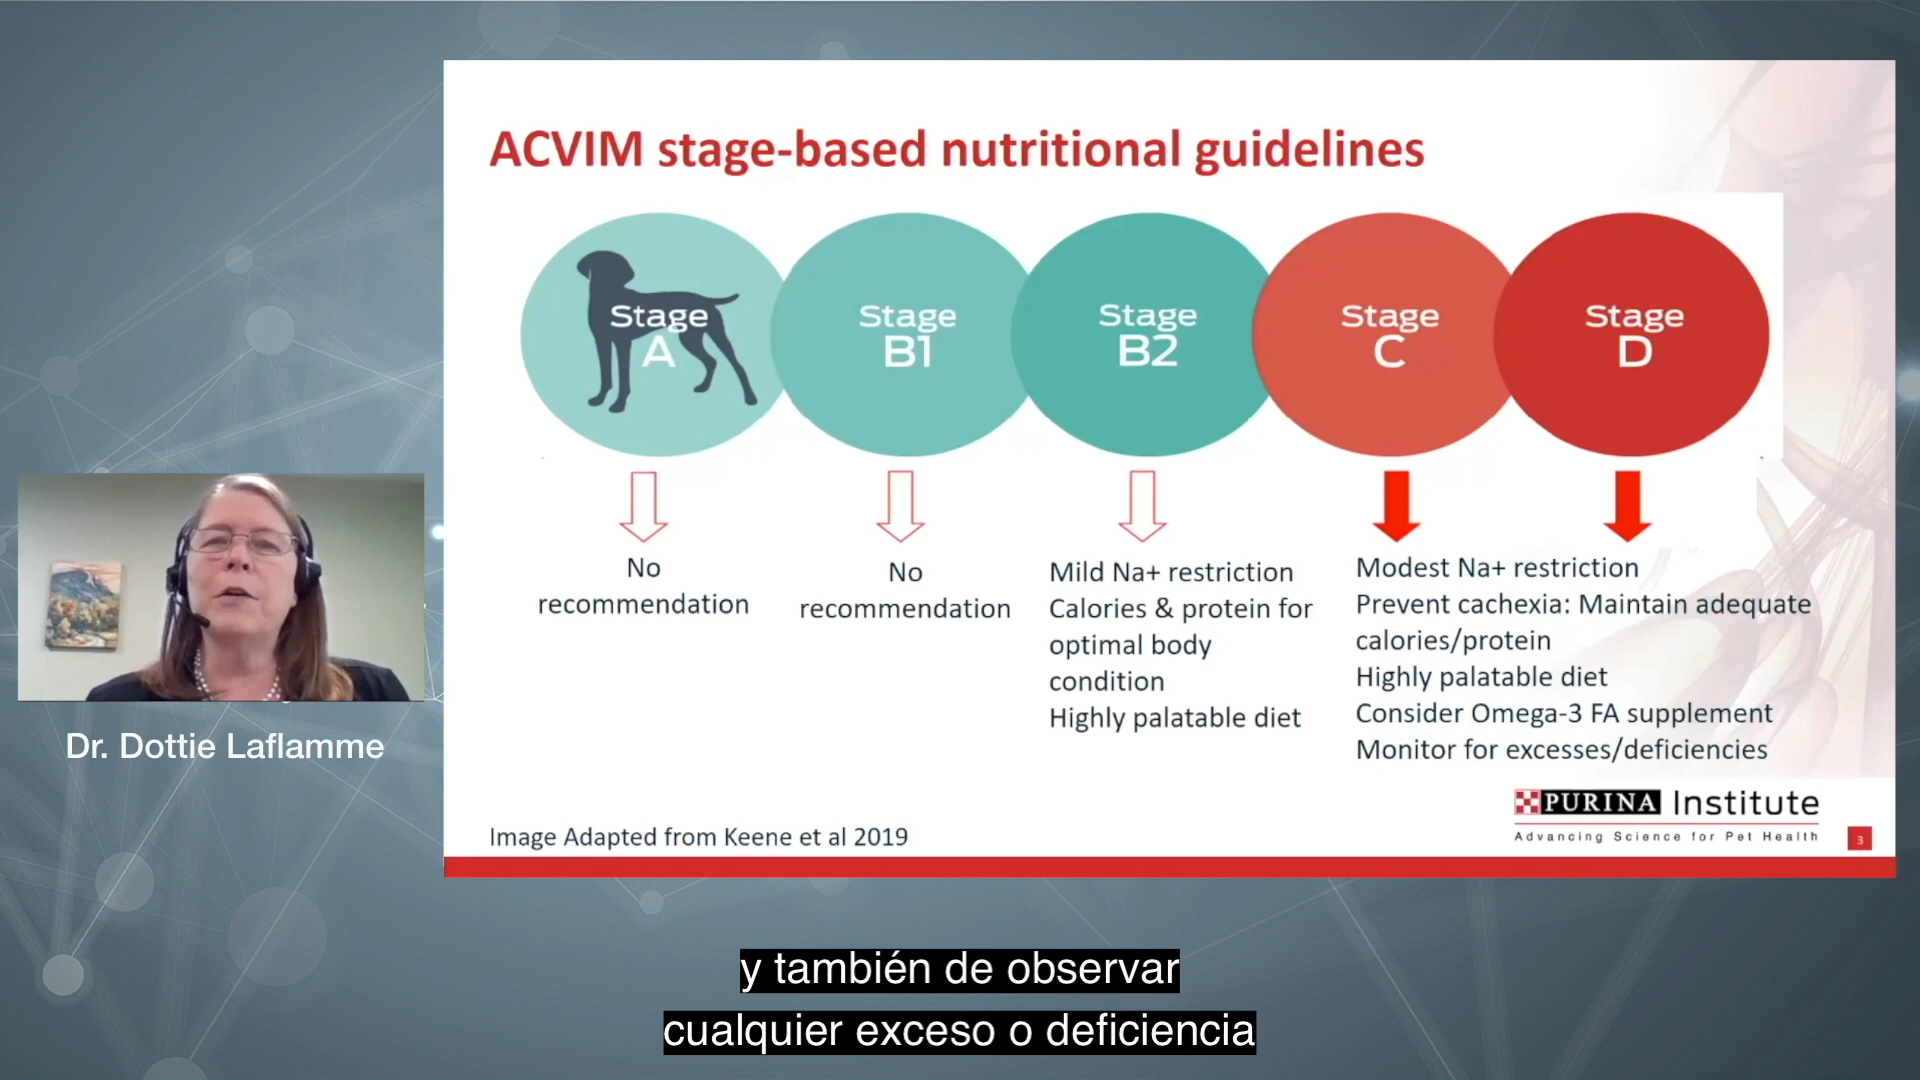 ACVIM stage-based nutritional guidelines
Stage
A
Stage
B1
Stage
B2
Stage
C
Stage
D
No
recommendation
No
recommendation
Mild Na+ restriction
Calories & protein for
optimal body
condition
Highly palatable diet
Modest Na+ restriction
Prevent cachexia: Maintain adequate
calories/protein
Highly palatable diet
Consider Omega-3 FA supplement
Monitor for excesses/deficiencies
Dr. Dottie Laflamme
PURINA Institute
Advancing Science for Pet Health
3
Image Adapted from Keene et al 2019
y también de observar
cualquier exceso o deficiencia